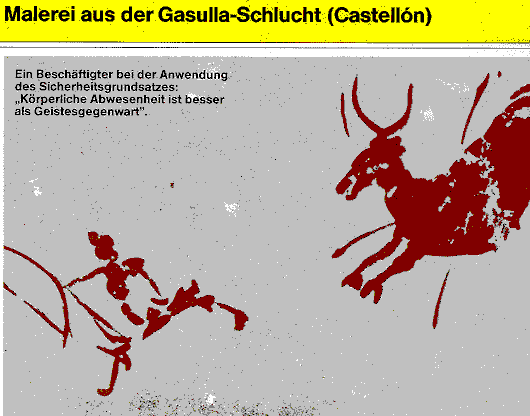 Malerei aus der Gasulla-Schlucht (Castellón)
Ein Beschäftigter bei der Anwendung
des Sicherheitsgrundsatzes:
„Körperliche Abwesenheit ist besser
als Geistesgegenwart”.